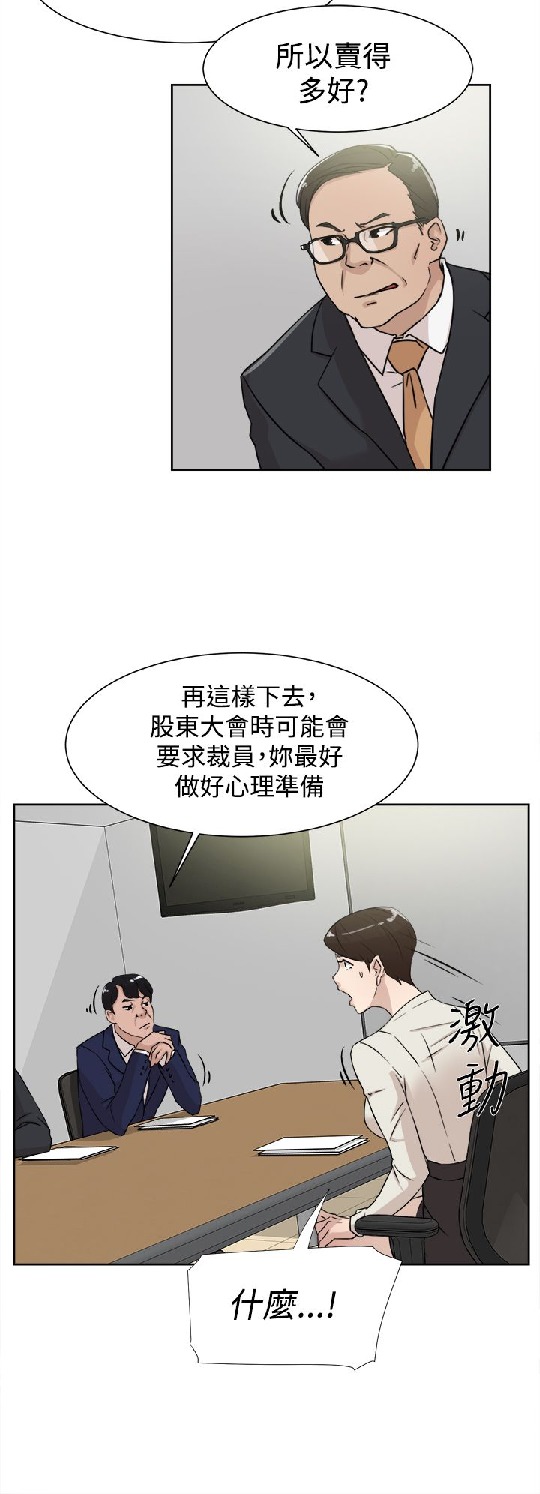 所以賣得
多好?
再這樣下去,
股東大會時可能會
要求裁員,妳最好
做好心理準備
激
動
什麼...!